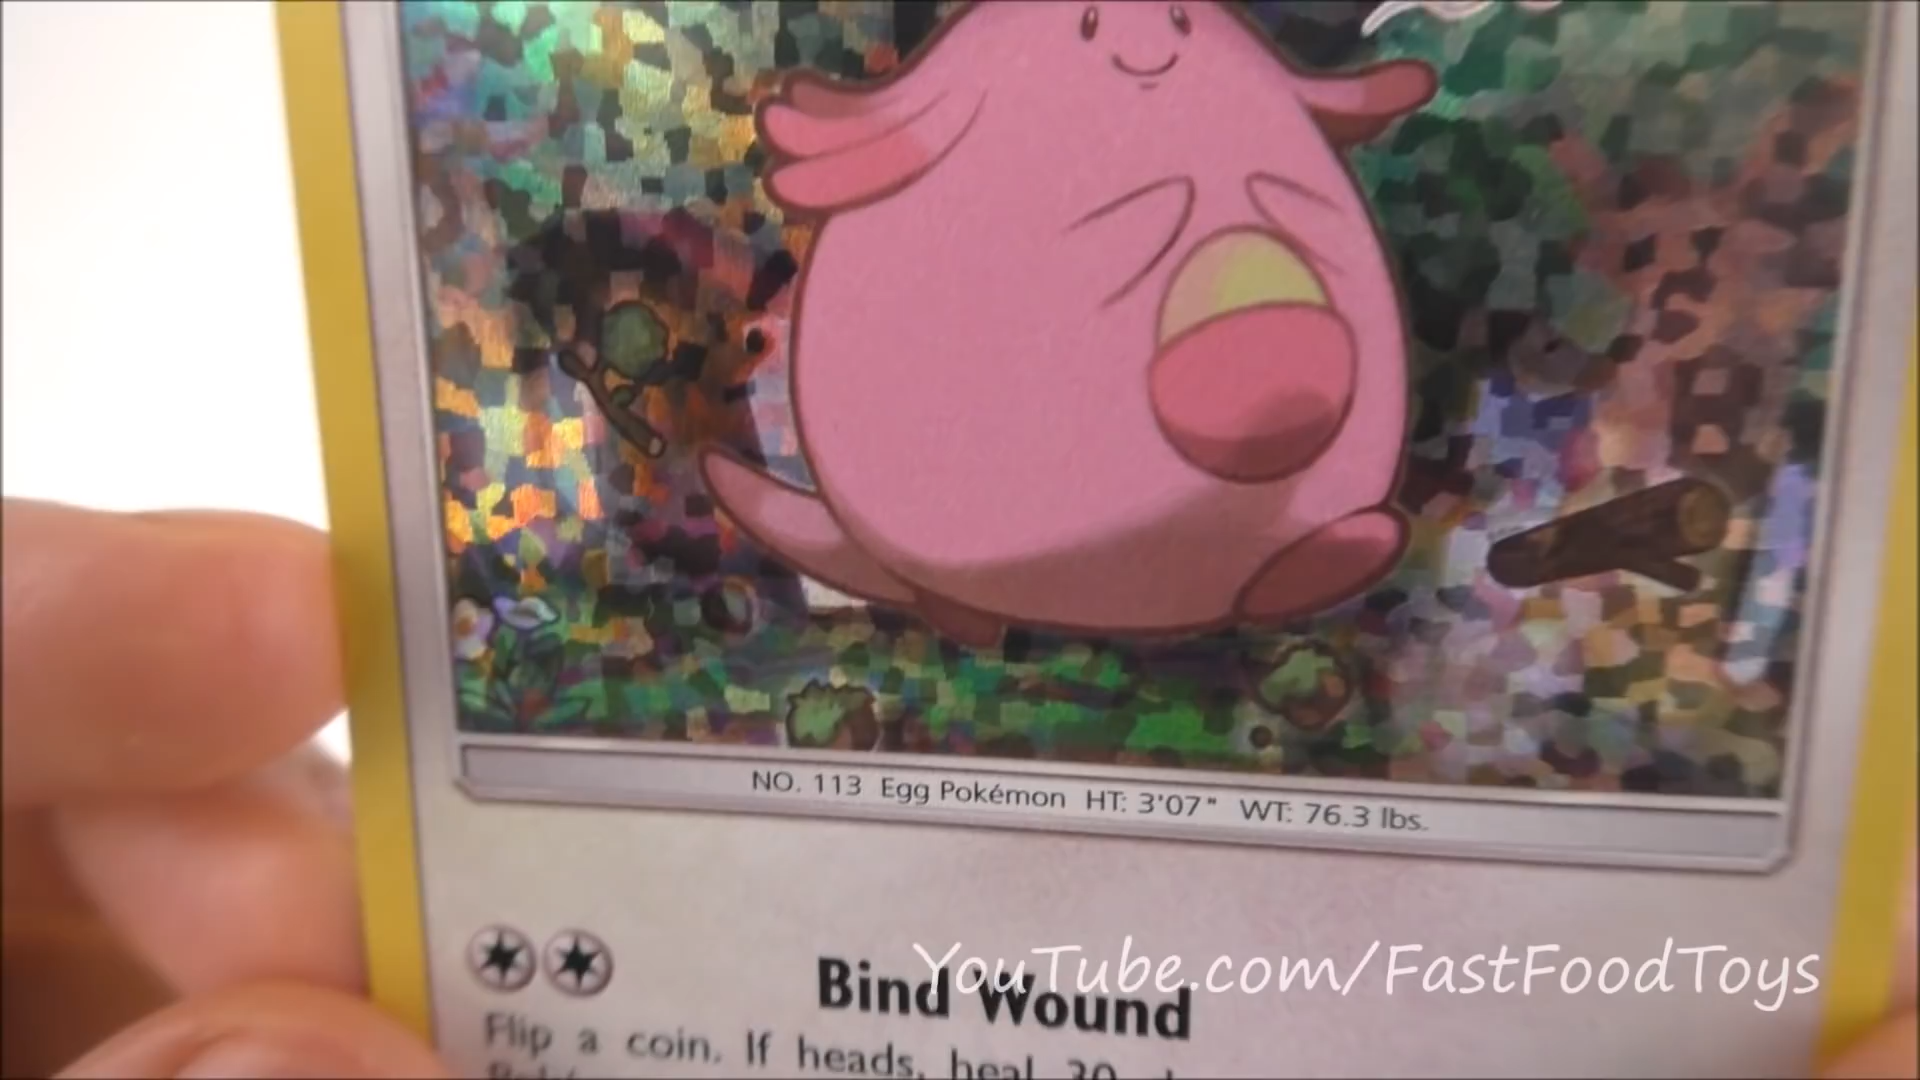 NO. 113 Egg Pokémon HT: 3'07" WT: 76.3 lbs.
Bind Wound
YouTube.com/FastFoodToys
Flip a coin. If heads, heal 30